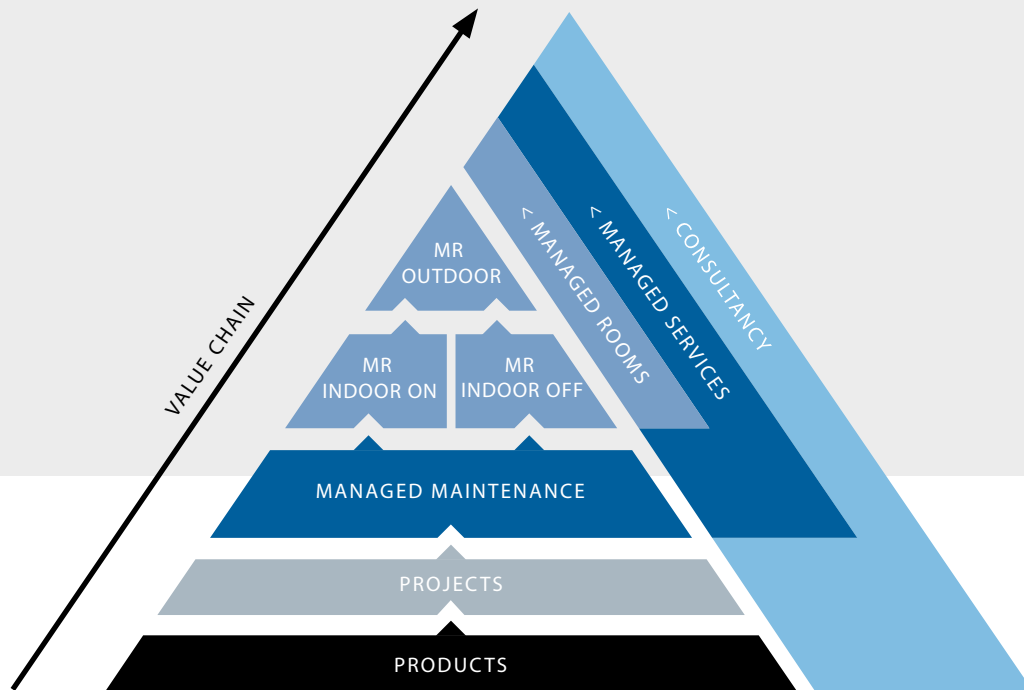 VALUE CHAIN
MR
OUTDOOR
MR
INDOOR ON
MR
INDOOR OFF
MANAGED MAINTENANCE
PROJECTS
PRODUCTS
< MANAGED ROOMS
< MANAGED SERVICES
< CONSULTANCY